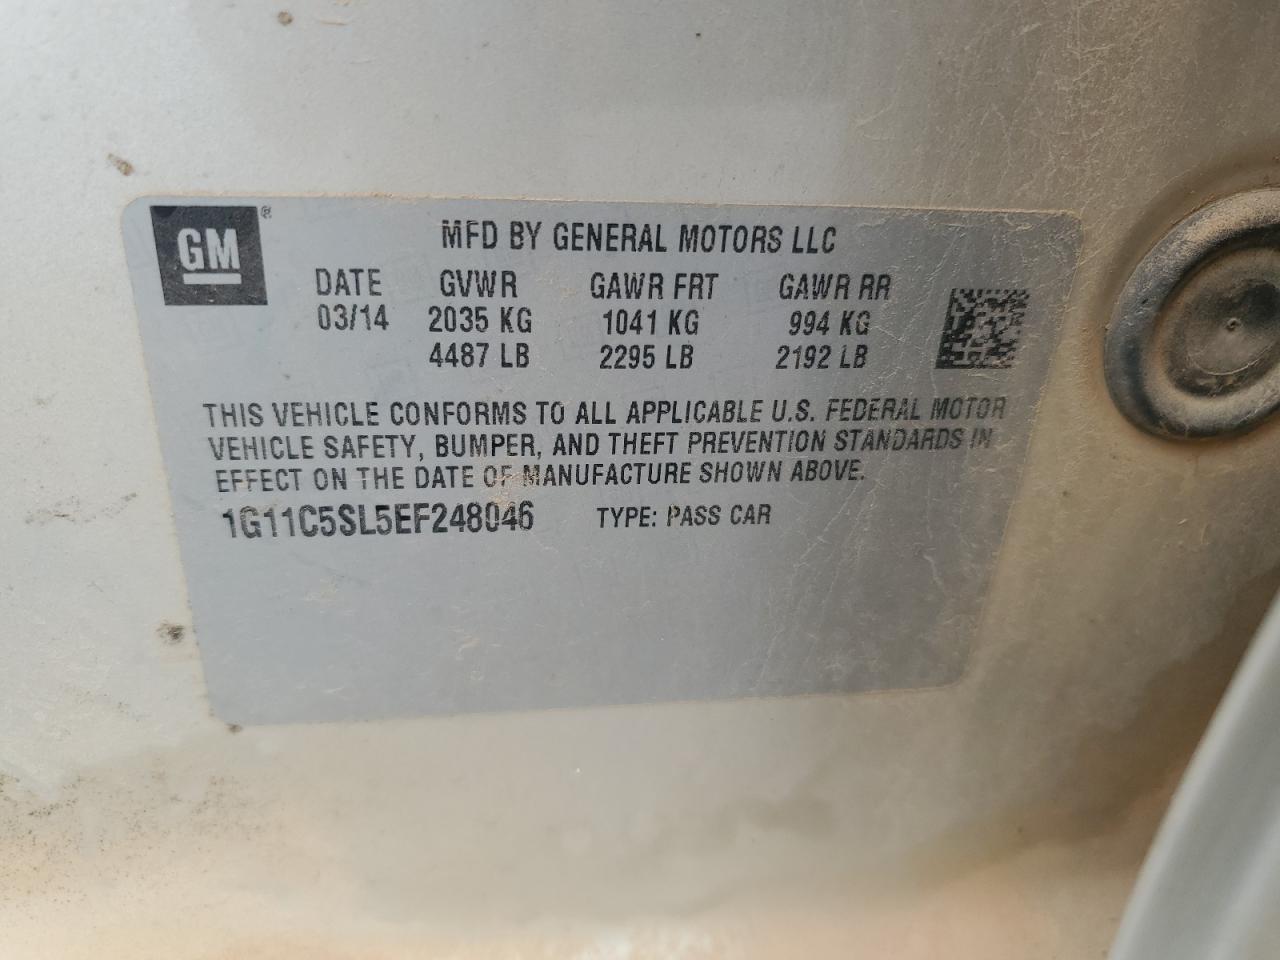 GM®
MFD BY GENERAL MOTORS LLC
DATE GVWR GAWR FRT GAWR RR
03/14 2035 KG 1041 KG 994 KG
4487 LB 2295 LB 2192 LB
THIS VEHICLE CONFORMS TO ALL APPLICABLE U.S. FEDERAL MOTOR
VEHICLE SAFETY, BUMPER, AND THEFT PREVENTION STANDARDS IN
EFFECT ON THE DATE OF MANUFACTURE SHOWN ABOVE.
1G11C5SL5EF248046 TYPE: PASS CAR